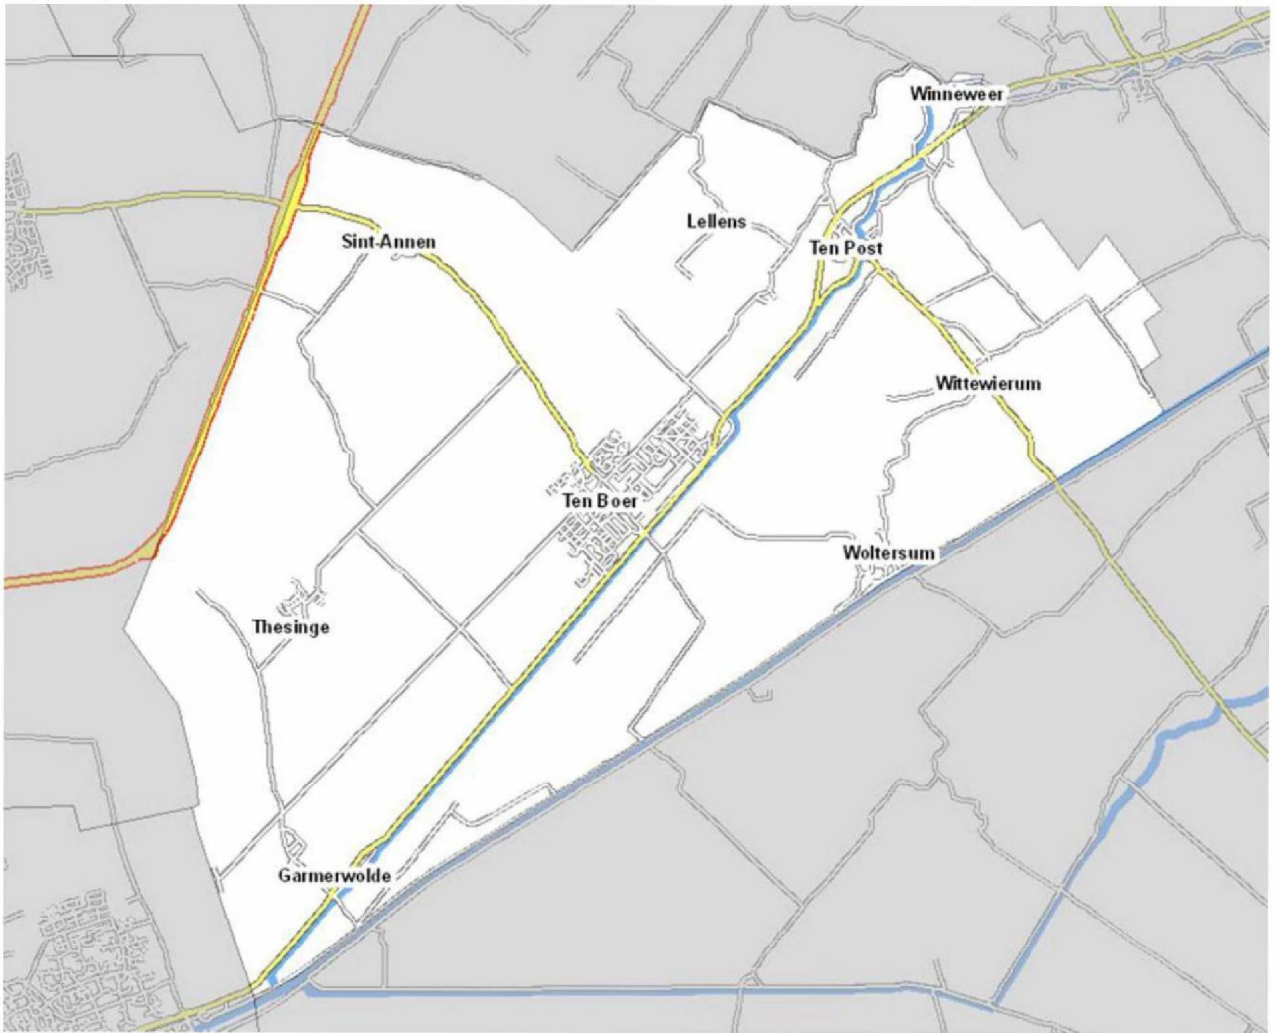 Winneweer
Lellens
Sint-Annen
Ten Post
Wittewierum
Ten Boer
Woltersum
Thesinge
Garmerwolde